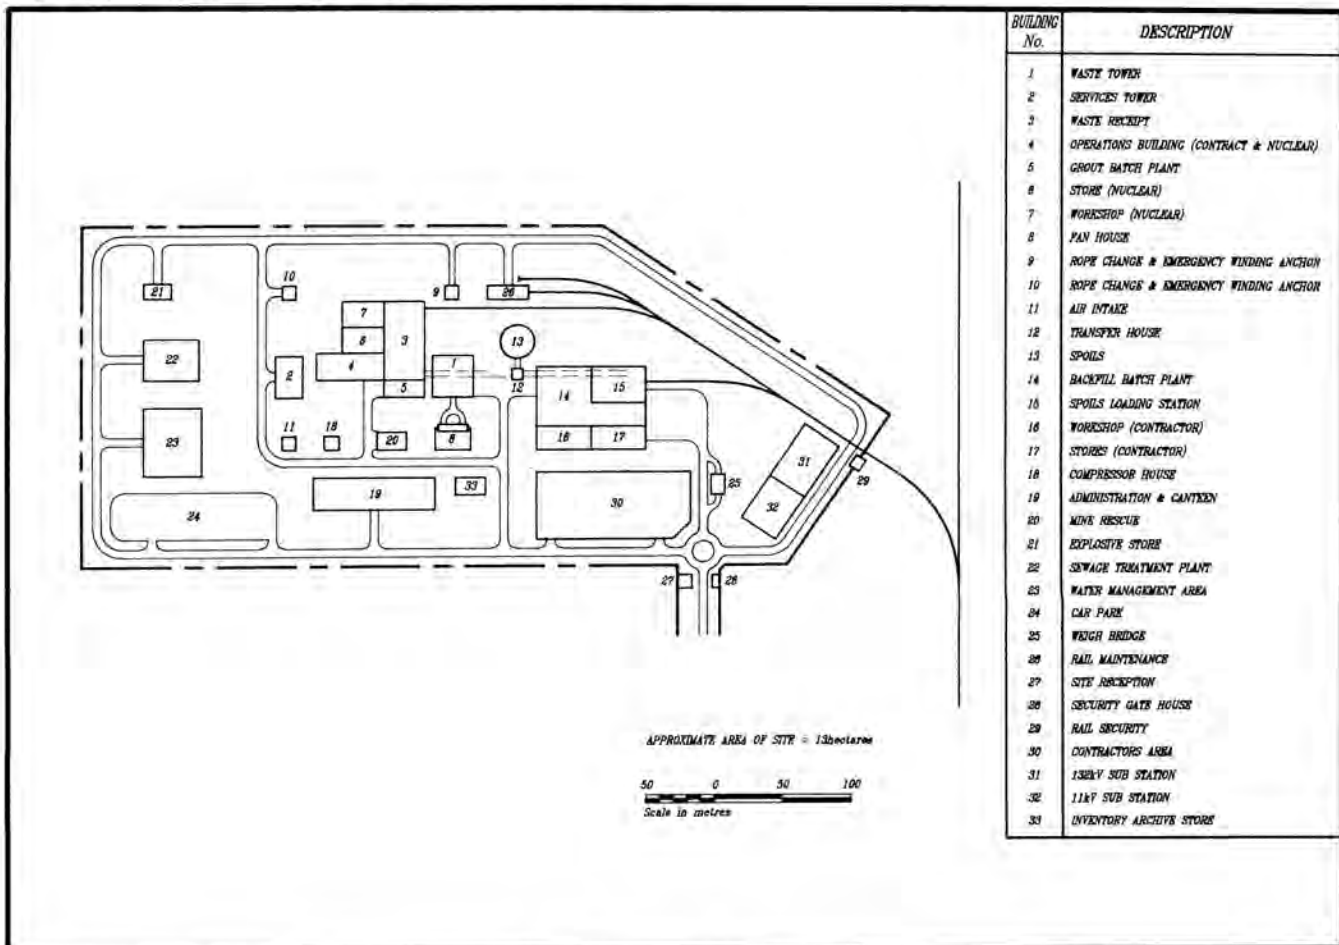 BUILDING No. DESCRIPTION
1 WASTE TOWER
2 SERVICES TOWER
3 WASTE RECEIPT
4 OPERATIONS BUILDING (CONTRACT & NUCLEAR)
5 GROUT BATCH PLANT
6 STORE (NUCLEAR)
7 WORKSHOP (NUCLEAR)
8 FAN HOUSE
9 ROPE CHANGE & EMERGENCY WINDING ANCHOR
10 ROPE CHANGE & EMERGENCY WINDING ANCHOR
11 AIR INTAKE
12 TRANSFER HOUSE
13 SPOILS
14 BACKFILL BATCH PLANT
15 SPOILS LOADING STATION
16 WORKSHOP (CONTRACTOR)
17 STORES (CONTRACTOR)
18 COMPRESSOR HOUSE
19 ADMINISTRATION & CANTEEN
20 MINE RESCUE
21 EXPLOSIVE STORE
22 SEWAGE TREATMENT PLANT
23 WATER MANAGEMENT AREA
24 CAR PARK
25 WEIGH BRIDGE
26 RAIL MAINTENANCE
27 SITE RECEPTION
28 SECURITY GATE HOUSE
29 RAIL SECURITY
30 CONTRACTORS AREA
31 132kV SUB STATION
32 11kV SUB STATION
33 INVENTORY ARCHIVE STORE
10
21
9
26
7
3
13
6
22
4
1
2
5
12
14
15
11
18
20
8
16
17
23
31
29
33
25
19
30
32
24
27
28
APPROXIMATE AREA OF SITE = 13hectares
50 0 50 100
Scale in metres